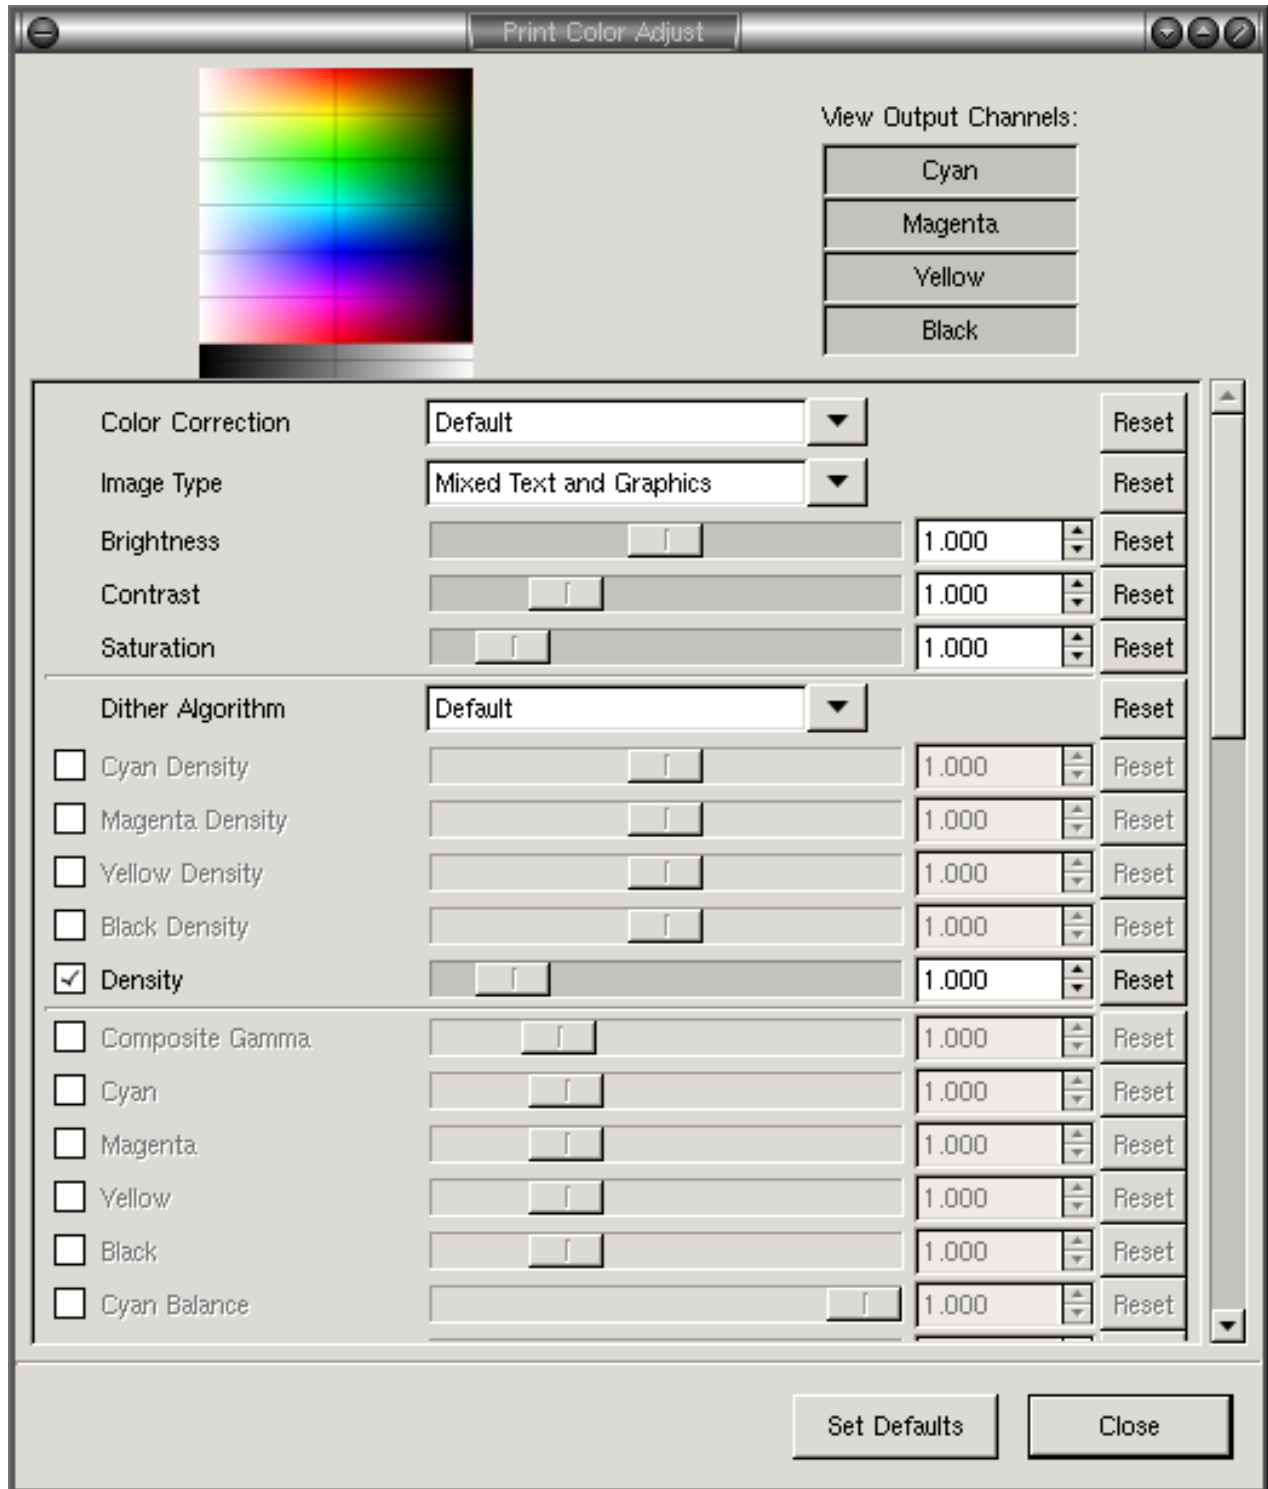 Print Color Adjust
View Output Channels:
Cyan
Magenta
Yellow
Black
Color Correction Default Reset
Image Type Mixed Text and Graphics Reset
Brightness 1.000 Reset
Contrast 1.000 Reset
Saturation 1.000 Reset
Dither Algorithm Default Reset
Cyan Density 1.000 Reset
Magenta Density 1.000 Reset
Yellow Density 1.000 Reset
Black Density 1.000 Reset
Density 1.000 Reset
Composite Gamma 1.000 Reset
Cyan 1.000 Reset
Magenta 1.000 Reset
Yellow 1.000 Reset
Black 1.000 Reset
Cyan Balance 1.000 Reset
Set Defaults Close